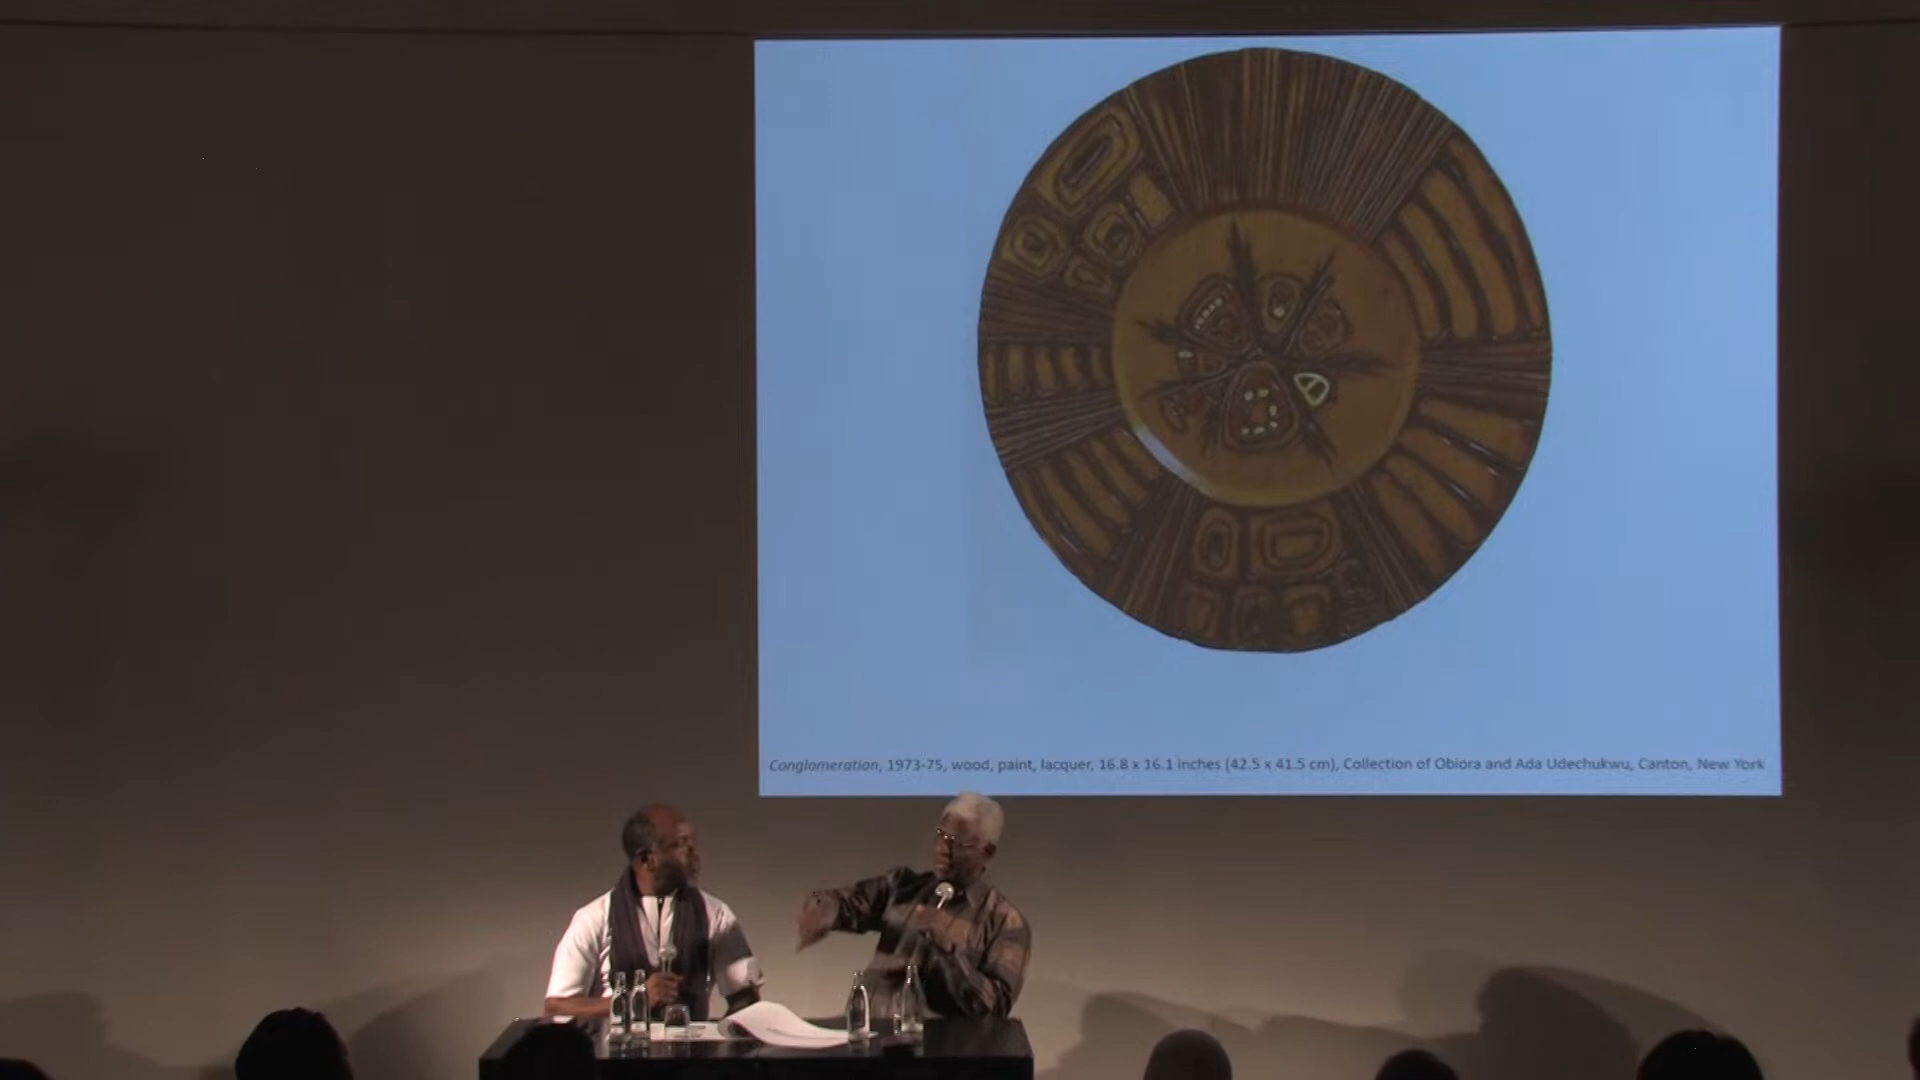 Conglomeration, 1973-75, wood, paint, lacquer, 16.8 x 16.1 inches (42.5 x 41.5 cm), Collection of Obiora and Ada Udechukwu, Canton, New York